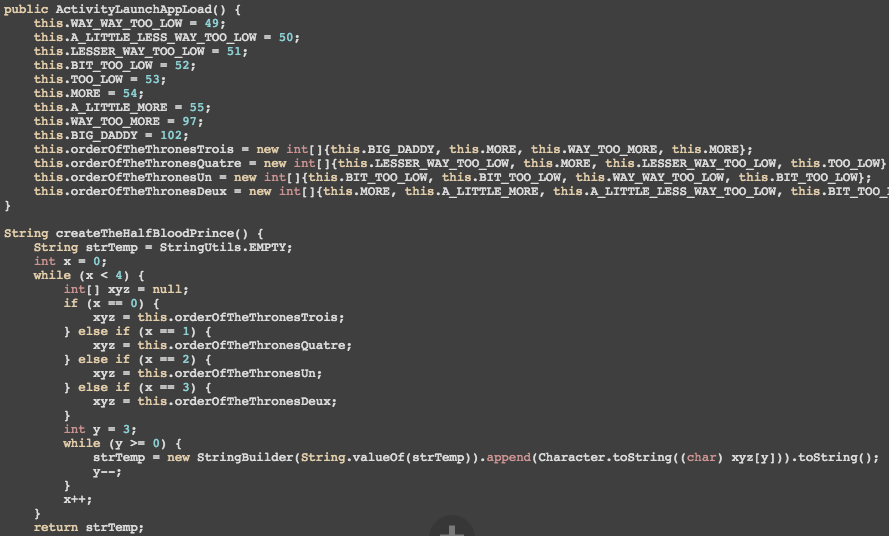 public ActivityLaunchAppLoad() {
    this.WAY_WAY_TOO_LOW = 49;
    this.A_LITTLE_LESS_WAY_TOO_LOW = 50;
    this.LESSER_WAY_TOO_LOW = 51;
    this.BIT_TOO_LOW = 52;
    this.TOO_LOW = 53;
    this.MORE = 54;
    this.A_LITTLE_MORE = 55;
    this.WAY_TOO_MORE = 97;
    this.BIG_DADDY = 102;
    this.orderOfTheThronesTrois = new int[]{this.BIG_DADDY, this.MORE, this.WAY_TOO_MORE, this.MORE};
    this.orderOfTheThronesQuatre = new int[]{this.LESSER_WAY_TOO_LOW, this.MORE, this.LESSER_WAY_TOO_LOW, this.TOO_LOW}
    this.orderOfTheThronesUn = new int[]{this.BIT_TOO_LOW, this.BIT_TOO_LOW, this.WAY_WAY_TOO_LOW, this.BIT_TOO_LOW};
    this.orderOfTheThronesDeux = new int[]{this.MORE, this.A_LITTLE_MORE, this.A_LITTLE_LESS_WAY_TOO_LOW, this.BIT_TOO_
}
String createTheHalfBloodPrince() {
    String strTemp = StringUtils.EMPTY;
    int x = 0;
    while (x < 4) {
        int[] xyz = null;
        if (x == 0) {
            xyz = this.orderOfTheThronesTrois;
        } else if (x == 1) {
            xyz = this.orderOfTheThronesQuatre;
        } else if (x == 2) {
            xyz = this.orderOfTheThronesUn;
        } else if (x == 3) {
            xyz = this.orderOfTheThronesDeux;
        }
        int y = 3;
        while (y >= 0) {
            strTemp = new StringBuilder(String.valueOf(strTemp)).append(Character.toString((char) xyz[y])).toString();
            y--;
        }
        x++;
    }
    return strTemp;